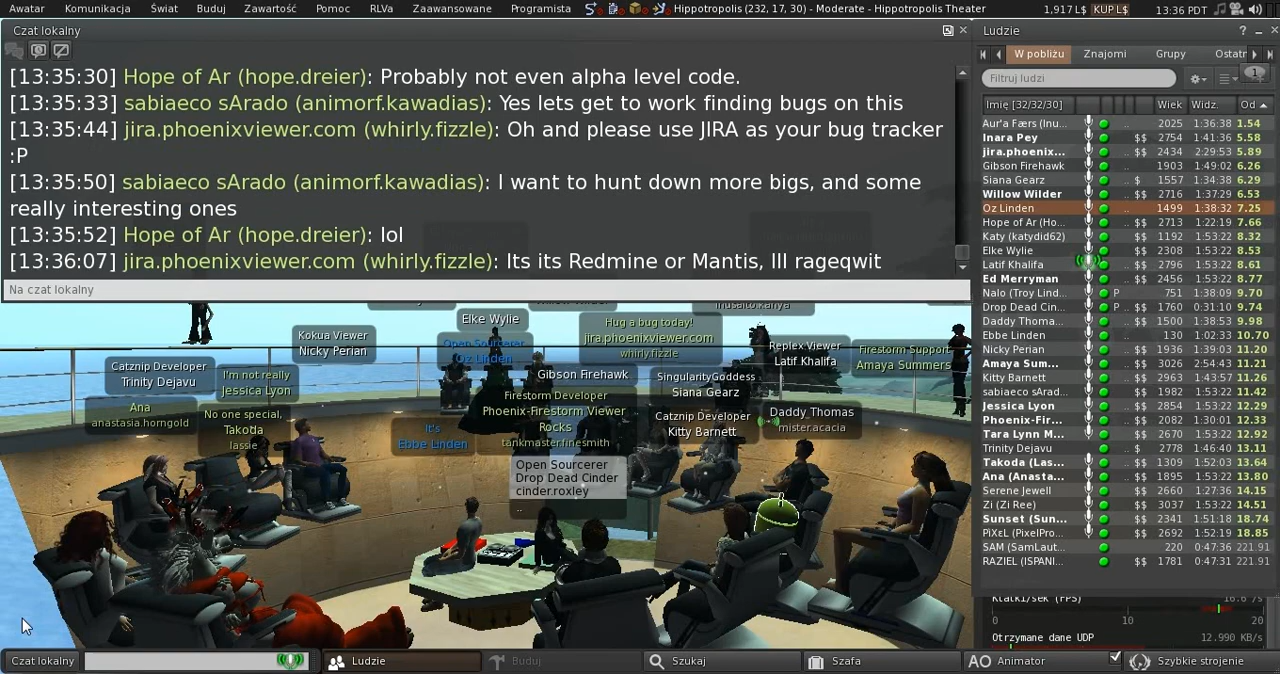 Awatar Komunikacja Świat Buduj Zawartość Pomoc RLVa Zaawansowane Programista Hippotropolis (232, 17, 30) - Moderate - Hippotropolis Theater 1,917 L$ KUP L$ 13:36 PDT
Czat lokalny
[13:35:30] Hope of Ar (hope.dreier): Probably not even alpha level code.
[13:35:33] sabiaeco sArado (animorf.kawadias): Yes lets get to work finding bugs on this
[13:35:44] jira.phoenixviewer.com (whirly.fizzle): Oh and please use JIRA as your bug tracker
:P
[13:35:50] sabiaeco sArado (animorf.kawadias): I want to hunt down more bigs, and some
really interesting ones
[13:35:52] Hope of Ar (hope.dreier): lol
[13:36:07] jira.phoenixviewer.com (whirly.fizzle): Its its Redmine or Mantis, Ill rageqwit
Na czat lokalny
inusaito.kanya
Elke Wylie
Kokua Viewer
Nicky Perian
Open Sourcerer
Oz Linden
Hug a bug today!
jira.phoenixviewer.com
whirly.fizzle
Replex Viewer
Latif Khalifa
Firestorm Support
Amaya Summers
Catznip Developer
Trinity Dejavu
I'm not really
Jessica Lyon
Gibson Firehawk
SingularityGoddess
Siana Gearz
Ana
anastasia.horngold
No one special,
Takoda
lassie
It's
Ebbe Linden
Firestorm Developer
Phoenix-Firestorm Viewer
Rocks
tankmaster.finesmith
Catznip Developer
Kitty Barnett
Daddy Thomas
mister.acacia
Open Sourcerer
Drop Dead Cinder
cinder.roxley
..
Ludzie
? _ ×
W pobliżu Znajomi Grupy Ostatn
Filtruj ludzi
1
Imię [32/32/30] Wiek Widz. Od
Aur'a Færs (Inu... .. 2025 1:36:38 1.54
Inara Pey $$ 2754 1:41:36 5.58
jira.phoenix... .. $$ 2434 2:29:53 5.89
Gibson Firehawk 1903 1:49:02 6.26
Siana Gearz .. $ 1557 1:34:38 6.29
Willow Wilder .. $$ 2716 1:37:29 6.53
Oz Linden .. 1499 1:38:32 7.25
Hope of Ar (Ho... .. $$ 2713 1:22:19 7.66
Katy (katydid62) $$ 1192 1:53:22 8.32
Elke Wylie .. $$ 2308 1:53:22 8.53
Latif Khalifa .. $$ 2796 1:53:22 8.61
Ed Merryman .. $$ 2456 1:53:22 8.77
Nalo (Troy Lind... P 751 1:38:09 9.70
Drop Dead Cin... P .. $$ 1760 0:31:10 9.74
Daddy Thoma... .. $$ 1500 1:38:53 9.98
Ebbe Linden .. 130 1:02:33 10.70
Nicky Perian .. $$ 1936 1:39:03 11.20
Amaya Sum... .. $$ 3026 2:54:43 11.21
Kitty Barnett .. $$ 2963 1:43:57 11.26
sabiaeco sArad... .. $$ 1982 1:53:22 11.42
Jessica Lyon .. $$ 2854 1:53:22 12.29
Phoenix-Fir... .. $$ 2082 1:30:01 12.33
Tara Lynn M... .. $$ 2670 1:53:22 12.92
Trinity Dejavu .. $ 2778 1:46:40 13.11
Takoda (Las... .. $$ 1309 1:52:03 13.64
Ana (Anasta... .. $$ 1895 1:53:22 13.80
Serene Jewell .. $$ 2660 1:27:36 14.15
Zi (Zi Ree) .. $$ 3037 1:53:22 14.51
Sunset (Sun... .. $$ 2341 1:51:18 18.74
PiXεL (PixelPro... .. $$ 2692 1:52:19 18.85
SAM (SamLaut... 220 0:47:36 221.91
RAZIEL (ISPANI... $$ 1781 0:47:31 221.91
Klatki/sek (FPS) 16.6 /s
0 10 20
Otrzymane dane UDP 12.990 KB/s
Czat lokalny Ludzie Buduj Szukaj Szafa AO Animator Szybkie strojenie